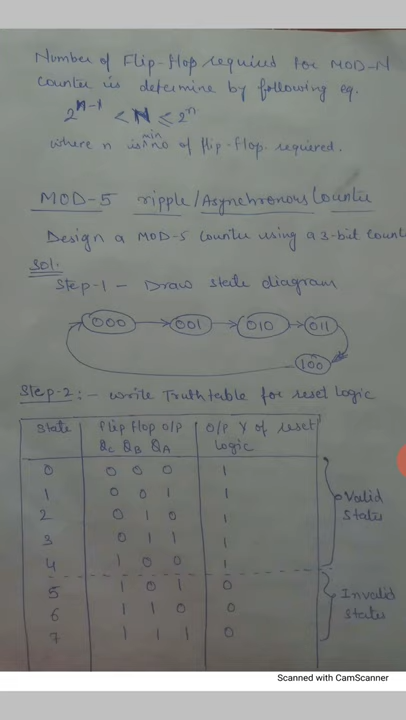 Number of Flip-flop required for MOD-N
Counter is determine by following eq.
2^n-1 < N ≤ 2^n
where n is min no of flip-flop required.
MOD-5 ripple/Asynchronous Counter
Design a MOD-5 Counter using a 3-bit Count
Sol:
Step-1 - Draw state diagram
000 001 010 011
100
Step-2:- write Truthtable for reset Logic
State Flip Flop O/P O/P Y of reset
Qc QB QA Logic
0 0 0 0 1
1 0 0 1 1
2 0 1 0 1
3 0 1 1 1
4 1 0 0 1
Valid
states
5 1 0 1 0
6 1 1 0 0
7 1 1 1 0
Invalid
states
Scanned with CamScanner